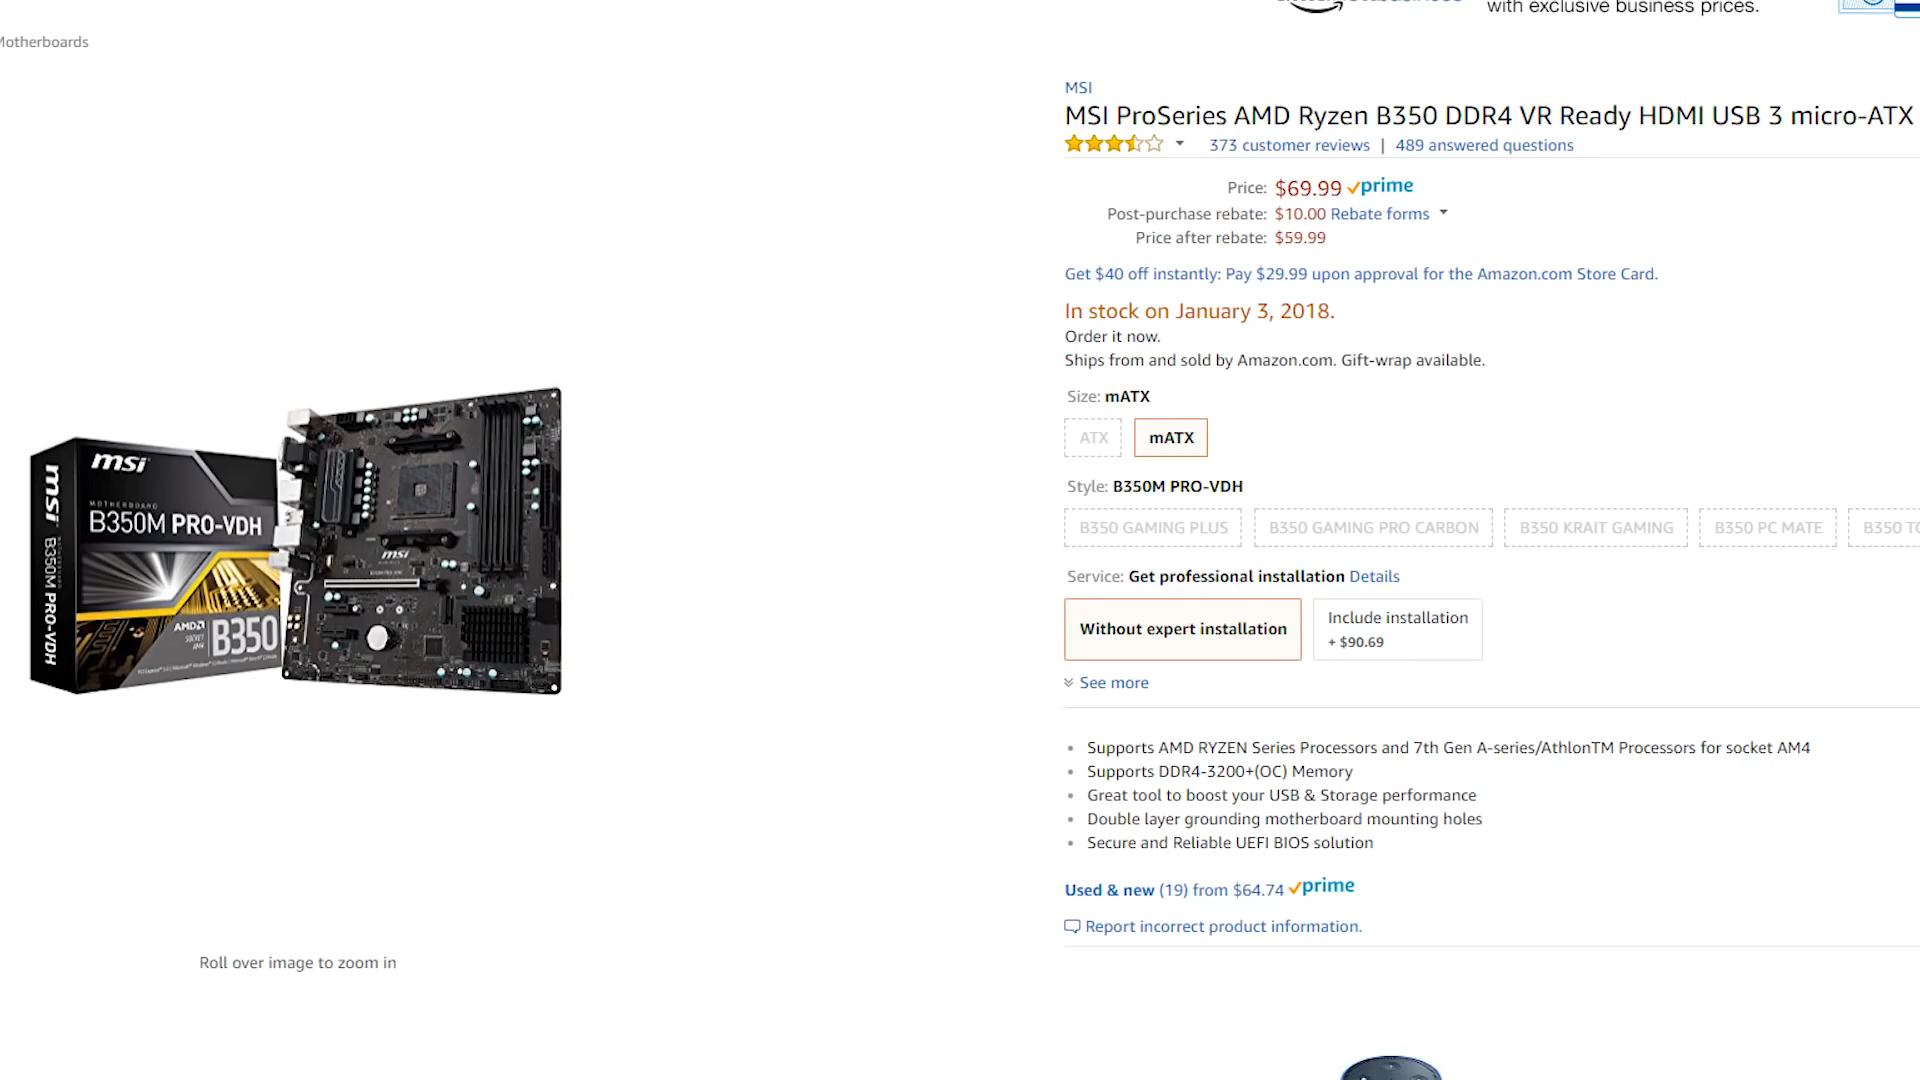 with exclusive business prices.
Motherboards
MSI
MSI ProSeries AMD Ryzen B350 DDR4 VR Ready HDMI USB 3 micro-ATX
373 customer reviews | 489 answered questions
Price: $69.99 prime
Post-purchase rebate: $10.00 Rebate forms
Price after rebate: $59.99
Get $40 off instantly: Pay $29.99 upon approval for the Amazon.com Store Card.
In stock on January 3, 2018.
Order it now.
Ships from and sold by Amazon.com. Gift-wrap available.
Size: mATX
ATX mATX
Style: B350M PRO-VDH
B350 GAMING PLUS B350 GAMING PRO CARBON B350 KRAIT GAMING B350 PC MATE B350
Service: Get professional installation Details
Without expert installation
Include installation
+ $90.69
See more
Supports AMD RYZEN Series Processors and 7th Gen A-series/AthlonTM Processors for socket AM4
Supports DDR4-3200+(OC) Memory
Great tool to boost your USB & Storage performance
Double layer grounding motherboard mounting holes
Secure and Reliable UEFI BIOS solution
Used & new (19) from $64.74 prime
Report incorrect product information.
msi
MOTHERBOARD
B350M PRO-VDH
AMD
SOCKET
AM4
B350
msi
B350M PRO-VDH
msi
Roll over image to zoom in